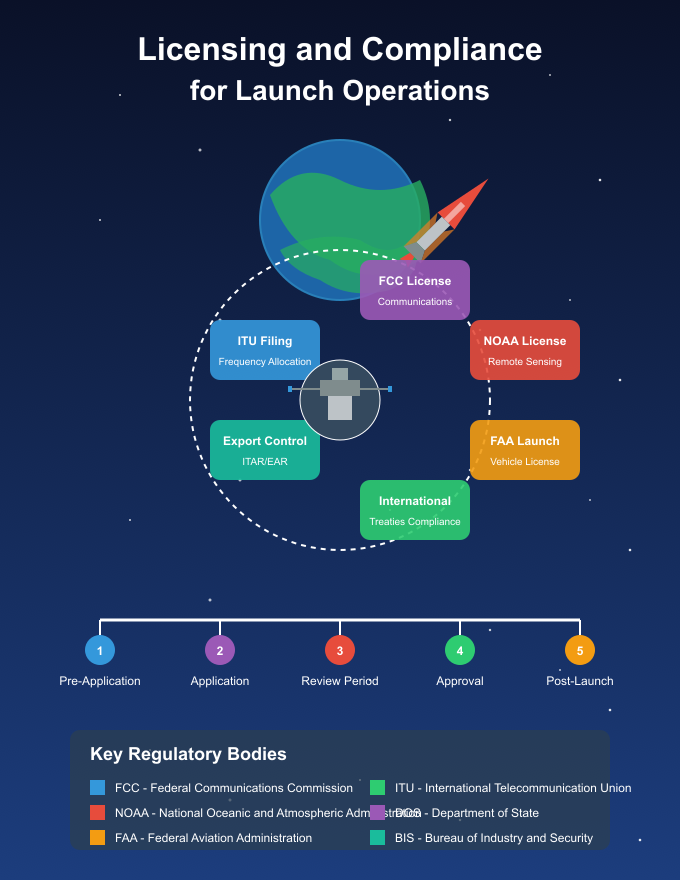 Licensing and Compliance
for Launch Operations
FCC License
Communications
ITU Filing
Frequency Allocation
NOAA License
Remote Sensing
Export Control
ITAR/EAR
FAA Launch
Vehicle License
International
Treaties Compliance
1
2
3
4
5
Pre-Application
Application
Review Period
Approval
Post-Launch
Key Regulatory Bodies
FCC - Federal Communications Commission
ITU - International Telecommunication Union
NOAA - National Oceanic and Atmospheric Administration
DOS - Department of State
FAA - Federal Aviation Administration
BIS - Bureau of Industry and Security